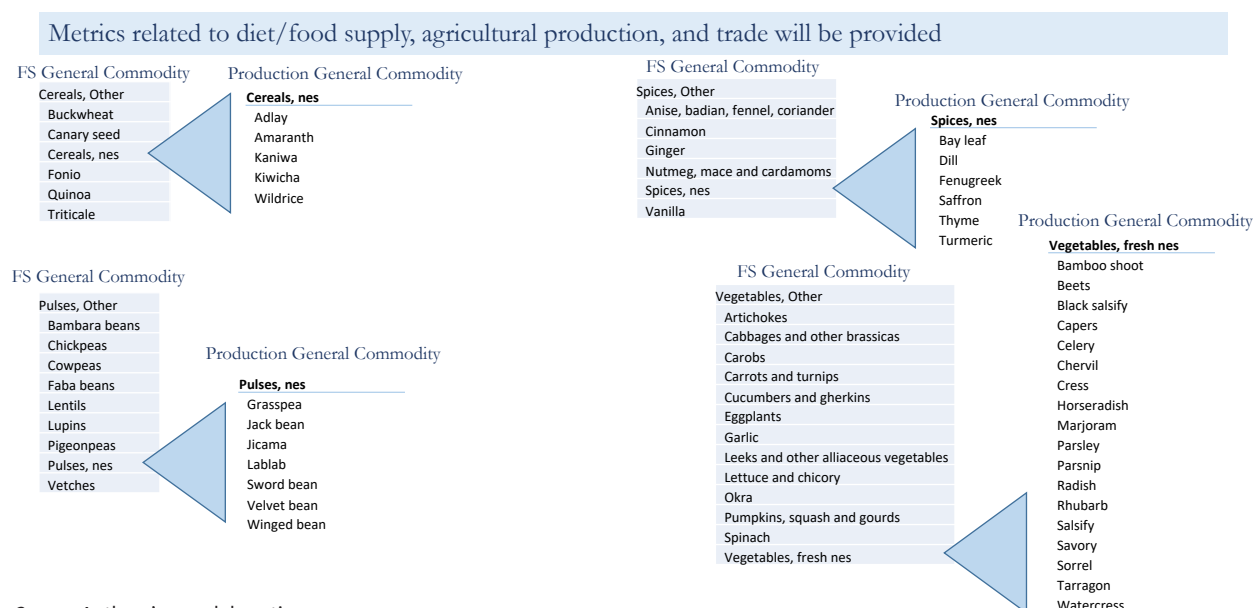 Metrics related to diet/food supply, agricultural production, and trade will be provided
FS General Commodity
Cereals, Other
Buckwheat
Canary seed
Cereals, nes
Fonio
Quinoa
Triticale
Production General Commodity
Cereals, nes
Adlay
Amaranth
Kaniwa
Kiwicha
Wildrice
FS General Commodity
Spices, Other
Anise, badian, fennel, coriander
Cinnamon
Ginger
Nutmeg, mace and cardamoms
Spices, nes
Vanilla
Production General Commodity
Spices, nes
Bay leaf
Dill
Fenugreek
Saffron
Thyme
Turmeric
FS General Commodity
Pulses, Other
Bambara beans
Chickpeas
Cowpeas
Faba beans
Lentils
Lupins
Pigeonpeas
Pulses, nes
Vetches
Production General Commodity
Pulses, nes
Grasspea
Jack bean
Jicama
Lablab
Sword bean
Velvet bean
Winged bean
FS General Commodity
Vegetables, Other
Artichokes
Cabbages and other brassicas
Carobs
Carrots and turnips
Cucumbers and gherkins
Eggplants
Garlic
Leeks and other alliaceous vegetables
Lettuce and chicory
Okra
Pumpkins, squash and gourds
Spinach
Vegetables, fresh nes
Production General Commodity
Vegetables, fresh nes
Bamboo shoot
Beets
Black salsify
Capers
Celery
Chervil
Cress
Horseradish
Marjoram
Parsley
Parsnip
Radish
Rhubarb
Salsify
Savory
Sorrel
Tarragon
Watercress